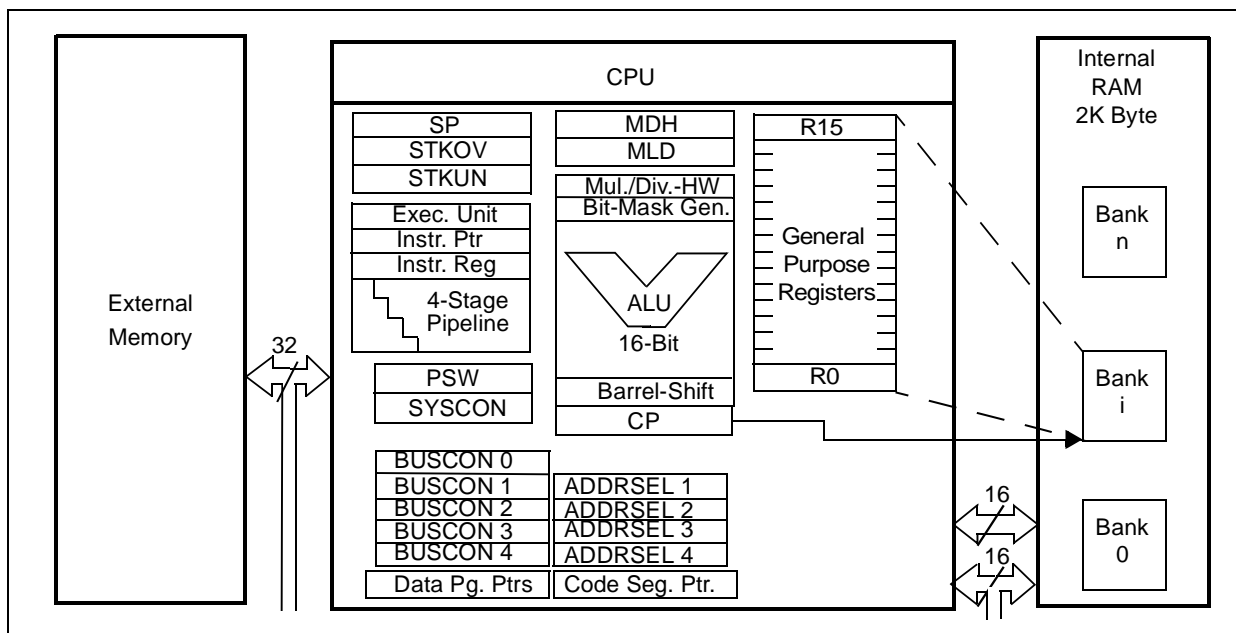 CPU
External
Memory
32
SP
STKOV
STKUN
Exec. Unit
Instr. Ptr
Instr. Reg
4-Stage
Pipeline
PSW
SYSCON
BUSCON 0
BUSCON 1
BUSCON 2
BUSCON 3
BUSCON 4
Data Pg. Ptrs
MDH
MLD
Mul./Div.-HW
Bit-Mask Gen.
ALU
16-Bit
Barrel-Shift
CP
ADDRSEL 1
ADDRSEL 2
ADDRSEL 3
ADDRSEL 4
Code Seg. Ptr.
R15
General
Purpose
Registers
R0
16
16
Internal
RAM
2K Byte
Bank
n
Bank
i
Bank
0